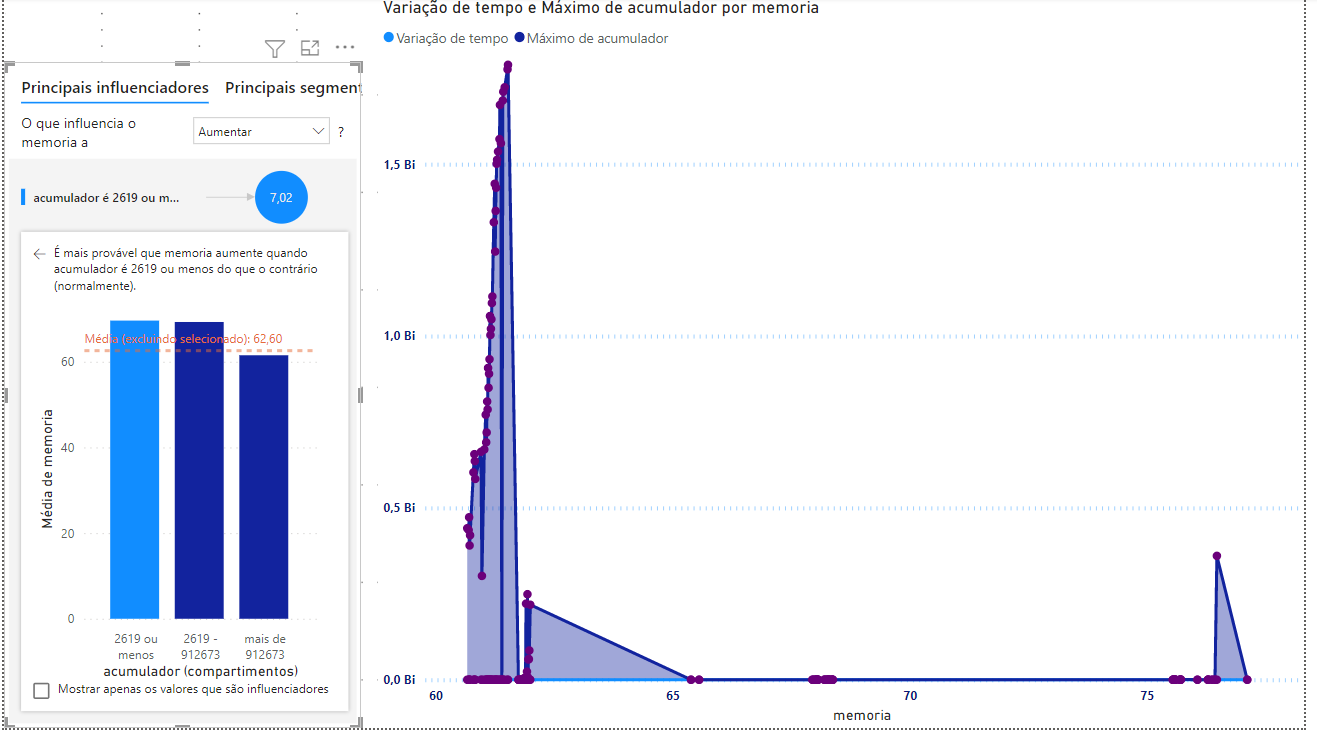 Variação de tempo e Máximo de acumulador por memoria
Variação de tempo Máximo de acumulador
Principais influenciadores Principais segment
O que influencia o
memoria a
Aumentar
?
acumulador é 2619 ou m...
7,02
É mais provável que memoria aumente quando
acumulador é 2619 ou menos do que o contrário
(normalmente).
Média (excluindo selecionado): 62,60
60
40
20
0
Média de memoria
2619 ou
menos
2619 -
912673
mais de
912673
acumulador (compartimentos)
Mostrar apenas os valores que são influenciadores
1,5 Bi
1,0 Bi
0,5 Bi
0,0 Bi
60 65 70 75
memoria